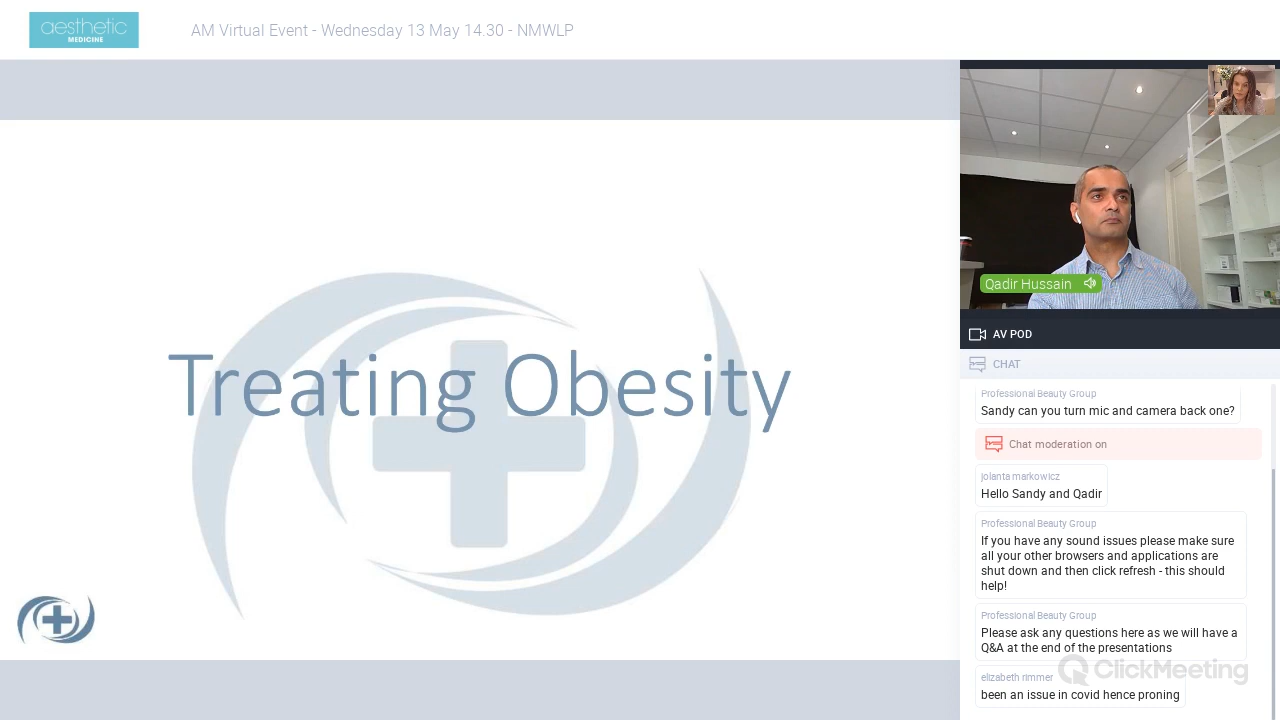 aesthetic
MEDICINE
AM Virtual Event - Wednesday 13 May 14.30 - NMWLP
Treating Obesity
Qadir Hussain
AV POD
CHAT
Professional Beauty Group
Sandy can you turn mic and camera back one?
Chat moderation on
jolanta markowicz
Hello Sandy and Qadir
Professional Beauty Group
If you have any sound issues please make sure
all your other browsers and applications are
shut down and then click refresh - this should
help!
Professional Beauty Group
Please ask any questions here as we will have a
Q&A at the end of the presentations
ClickMeeting
elizabeth rimmer
been an issue in covid hence proning